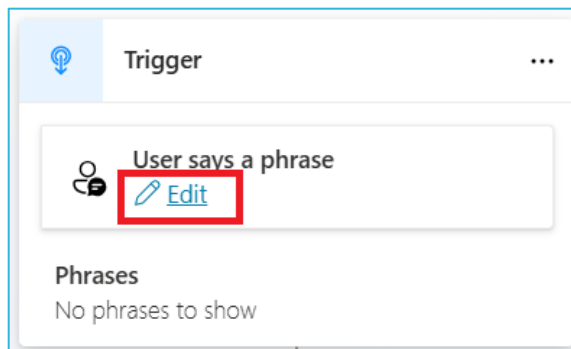 Trigger
User says a phrase
Edit
Phrases
No phrases to show